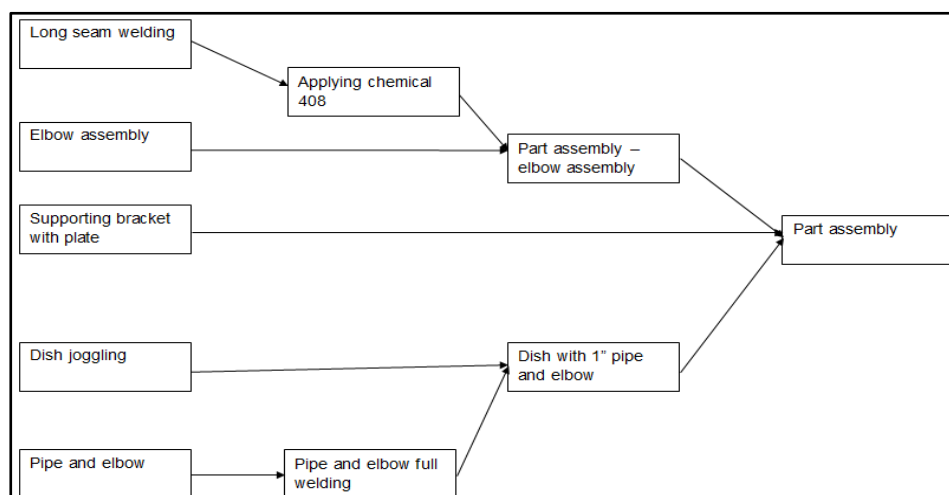 Long seam welding
Applying chemical
408
Elbow assembly
Part assembly –
elbow assembly
Supporting bracket
with plate
Part assembly
Dish joggling
Dish with 1” pipe
and elbow
Pipe and elbow
Pipe and elbow full
welding